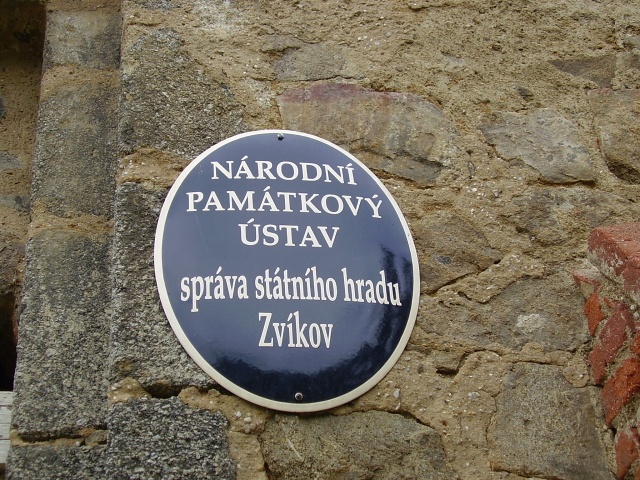 NÁRODNÍ
PAMÁTKOVÝ
ÚSTAV
správa státního hradu
Zvíkov